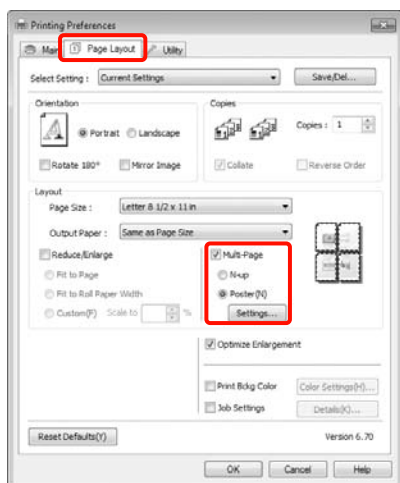 Printing Preferences
Main Page Layout Utility
Select Setting : Current Settings Save/Del...
Orientation Copies
Portrait Landscape Copies : 1
Rotate 180° Mirror Image Collate Reverse Order
Layout
Page Size : Letter 8 1/2 x 11 in
Output Paper : Same as Page Size
Reduce/Enlarge Multi-Page
Fit to Page N-up
Fit to Roll Paper Width Poster(N)
Custom(P) Scale to % Settings...
Optimize Enlargement
Print Bckg Color Color Settings(H)...
Job Settings Details(K)...
Reset Defaults(Y) Version 6.70
OK Cancel Help